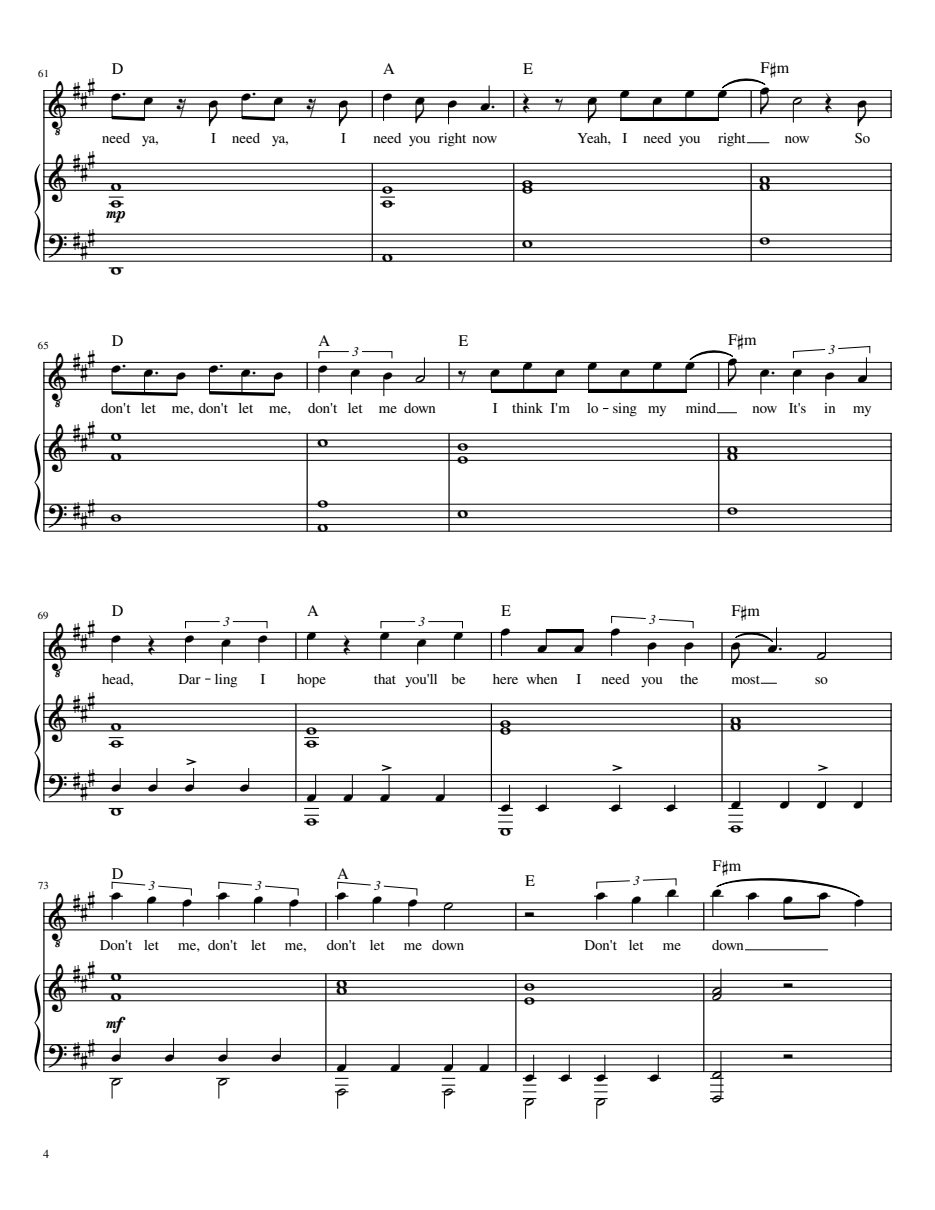 61 D A E F♯m
need ya, I need ya, I need you right now Yeah, I need you right now So
mp
65 D A E F♯m
3 3
don't let me, don't let me, don't let me down I think I'm lo - sing my mind now It's in my
69 D A E F♯m
3 3 3
head, Dar - ling I hope that you'll be here when I need you the most so
73 D A E F♯m
3 3 3 3
Don't let me, don't let me, don't let me down Don't let me down
mf
4